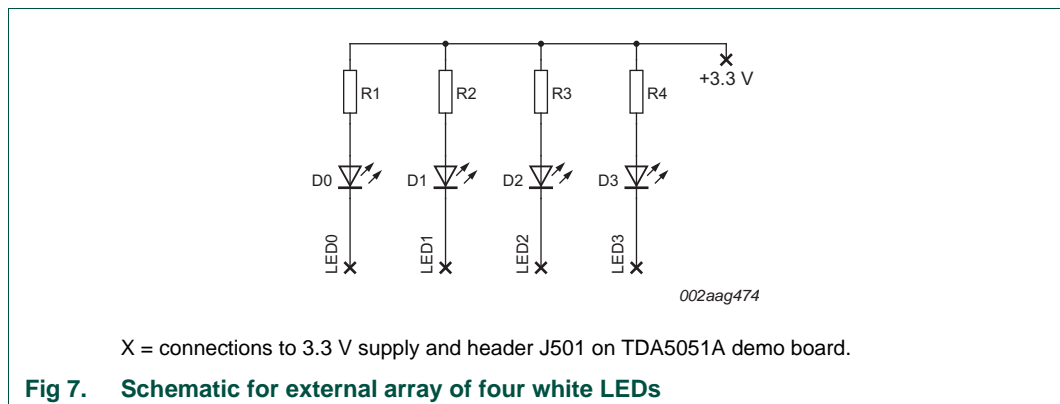 +3.3 V
R1 R2 R3 R4
D0 D1 D2 D3
LED0 LED1 LED2 LED3
002aag474
X = connections to 3.3 V supply and header J501 on TDA5051A demo board.
Fig 7. Schematic for external array of four white LEDs